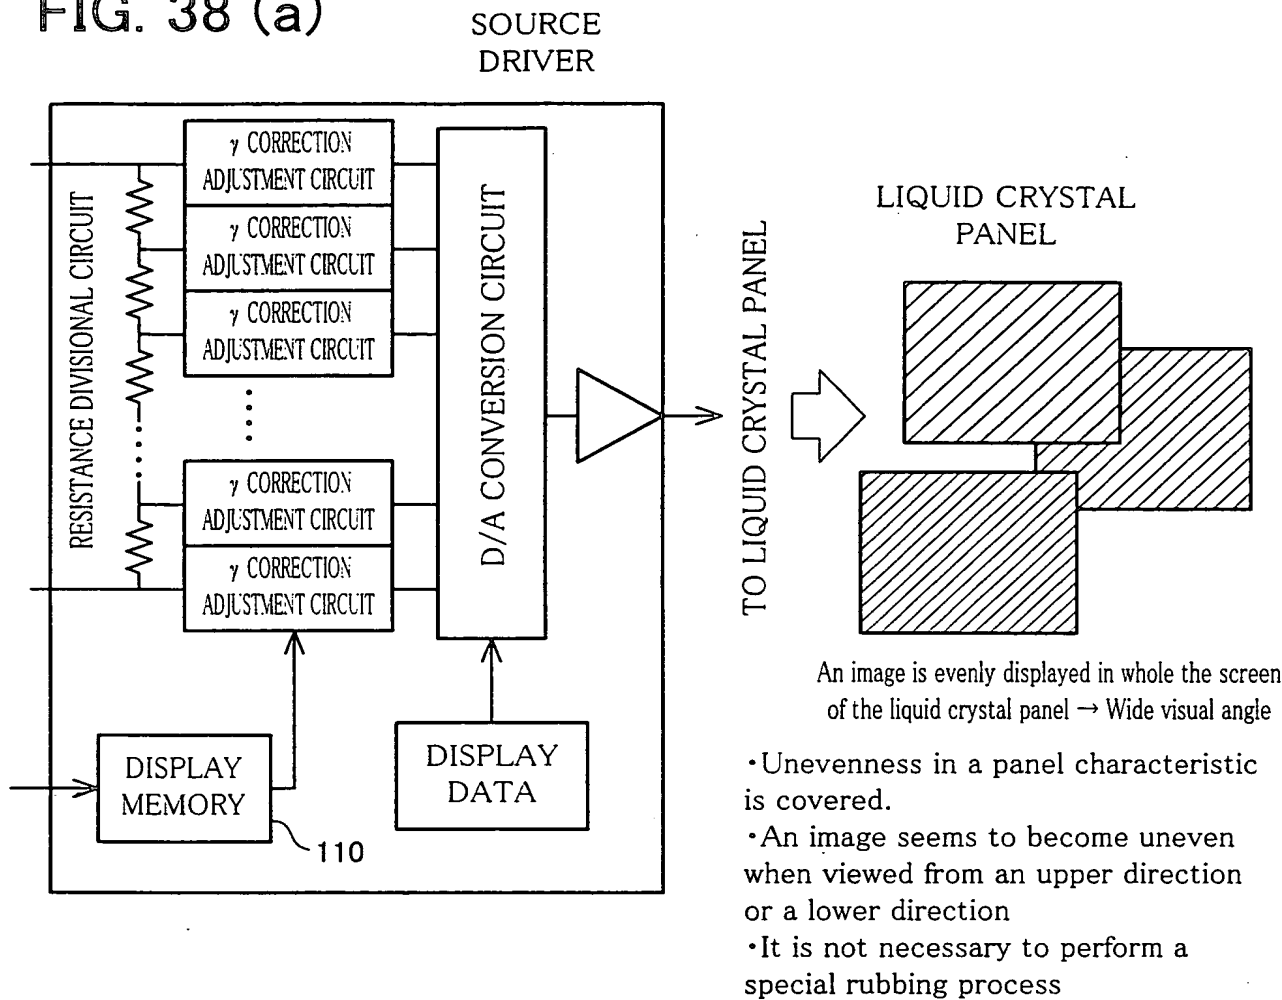 FIG. 38 (a)
SOURCE
DRIVER
RESISTANCE DIVISIONAL CIRCUIT
γ CORRECTION
ADJUSTMENT CIRCUIT
γ CORRECTION
ADJUSTMENT CIRCUIT
γ CORRECTION
ADJUSTMENT CIRCUIT
γ CORRECTION
ADJUSTMENT CIRCUIT
γ CORRECTION
ADJUSTMENT CIRCUIT
D/A CONVERSION CIRCUIT
DISPLAY
MEMORY
110
DISPLAY
DATA
TO LIQUID CRYSTAL PANEL
LIQUID CRYSTAL
PANEL
An image is evenly displayed in whole the screen
of the liquid crystal panel → Wide visual angle
・Unevenness in a panel characteristic
is covered.
・An image seems to become uneven
when viewed from an upper direction
or a lower direction
・It is not necessary to perform a
special rubbing process